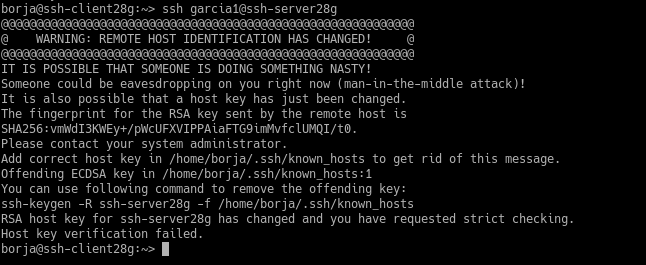 borja@ssh-client28g:~> ssh garcia1@ssh-server28g
@@@@@@@@@@@@@@@@@@@@@@@@@@@@@@@@@@@@@@@@@@@@@@@@@@@@@@@@@@@
@    WARNING: REMOTE HOST IDENTIFICATION HAS CHANGED!     @
@@@@@@@@@@@@@@@@@@@@@@@@@@@@@@@@@@@@@@@@@@@@@@@@@@@@@@@@@@@
IT IS POSSIBLE THAT SOMEONE IS DOING SOMETHING NASTY!
Someone could be eavesdropping on you right now (man-in-the-middle attack)!
It is also possible that a host key has just been changed.
The fingerprint for the RSA key sent by the remote host is
SHA256:vmWdI3KWEy+/pWcUFXVIPPAiaFTG9imMvfclUMQI/t0.
Please contact your system administrator.
Add correct host key in /home/borja/.ssh/known_hosts to get rid of this message.
Offending ECDSA key in /home/borja/.ssh/known_hosts:1
You can use following command to remove the offending key:
ssh-keygen -R ssh-server28g -f /home/borja/.ssh/known_hosts
RSA host key for ssh-server28g has changed and you have requested strict checking.
Host key verification failed.
borja@ssh-client28g:~>